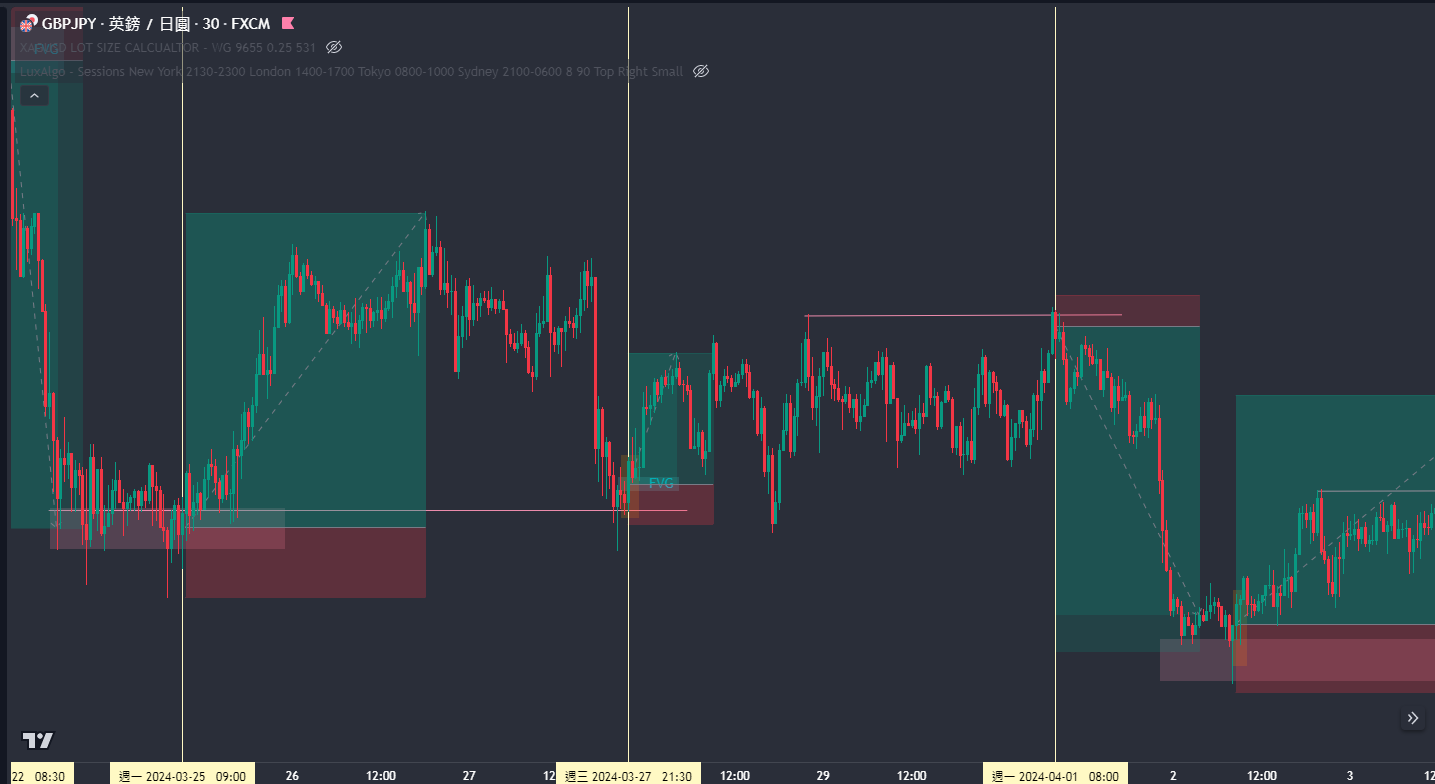 GBPJPY · 英鎊 / 日圓 · 30 · FXCM
XAUUSD LOT SIZE CALCUALTOR - WG 9655 0.25 531
FVG
LuxAlgo - Sessions New York 2130-2300 London 1400-1700 Tokyo 0800-1000 Sydney 2100-0600 8 90 Top Right Small
FVG
22 08:30 週一 2024-03-25 09:00 26 12:00 27 12 週三 2024-03-27 21:30 12:00 29 12:00 週一 2024-04-01 08:00 2 12:00 3 12